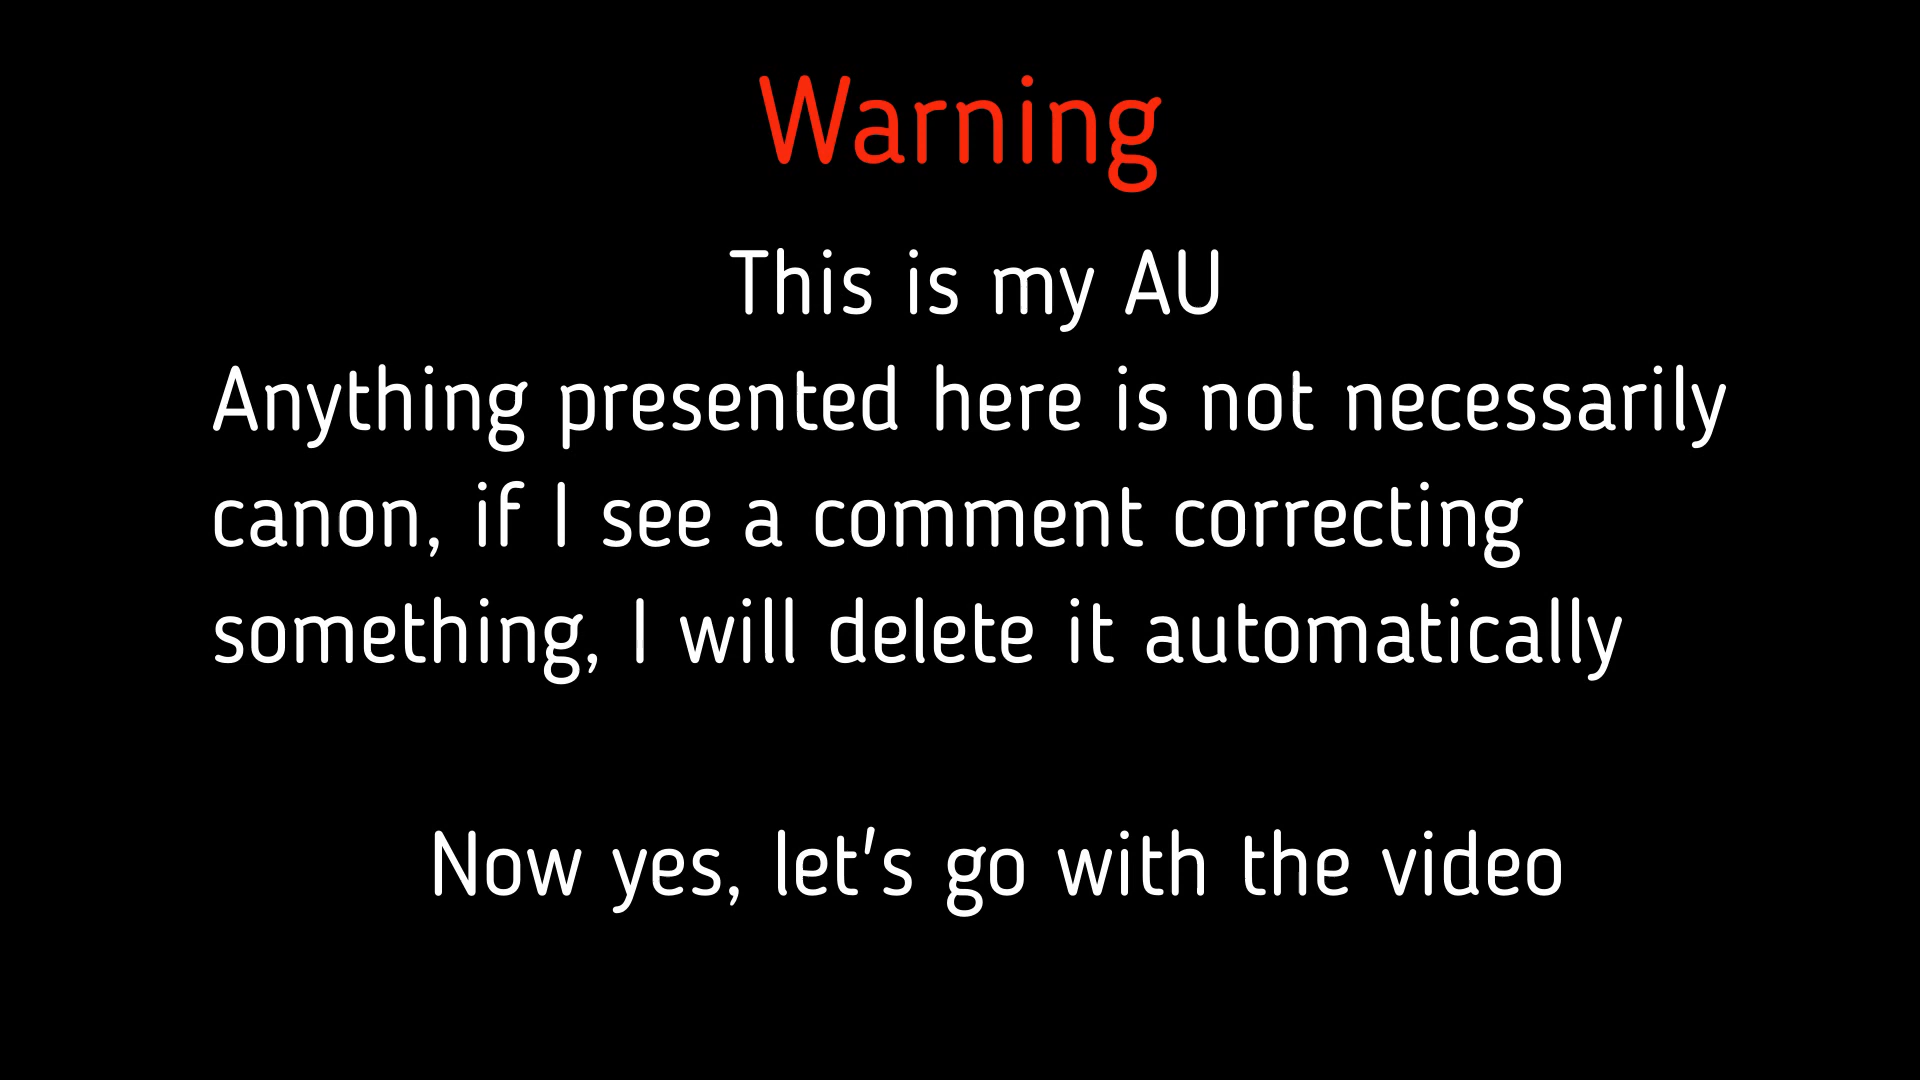 Warning
This is my AU
Anything presented here is not necessarily
canon, if I see a comment correcting
something, I will delete it automatically
Now yes, let's go with the video